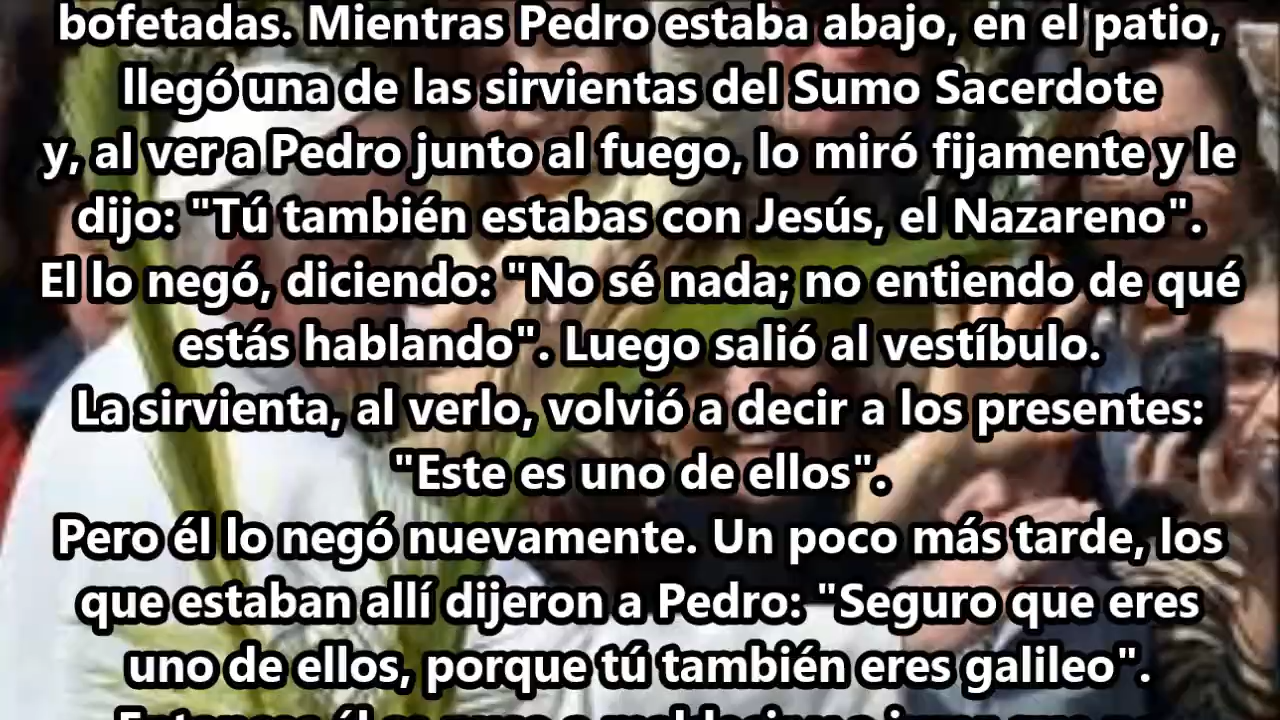 bofetadas. Mientras Pedro estaba abajo, en el patio,
llegó una de las sirvientas del Sumo Sacerdote
y, al ver a Pedro junto al fuego, lo miró fijamente y le
dijo: "Tú también estabas con Jesús, el Nazareno".
El lo negó, diciendo: "No sé nada; no entiendo de qué
estás hablando". Luego salió al vestíbulo.
La sirvienta, al verlo, volvió a decir a los presentes:
"Este es uno de ellos".
Pero él lo negó nuevamente. Un poco más tarde, los
que estaban allí dijeron a Pedro: "Seguro que eres
uno de ellos, porque tú también eres galileo".